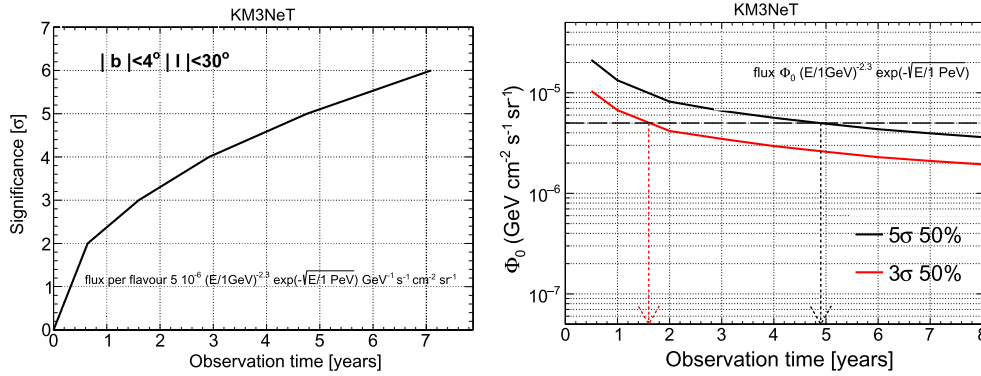 KM3NeT
Significance [σ]
7
6
5
4
3
2
1
0
| b |<4° | l |<30°
flux per flavour 5 10⁻⁶ (E/1GeV)⁻²·³ exp(-√E/1 PeV) GeV⁻¹ s⁻¹ cm⁻² sr⁻¹
0 1 2 3 4 5 6 7
Observation time [years]
KM3NeT
Φ₀ (GeV cm⁻² s⁻¹ sr⁻¹)
10⁻⁵
10⁻⁶
10⁻⁷
flux Φ₀ (E/1GeV)⁻²·³ exp(-√E/1 PeV)
5σ 50%
3σ 50%
0 1 2 3 4 5 6 7 8
Observation time [years]